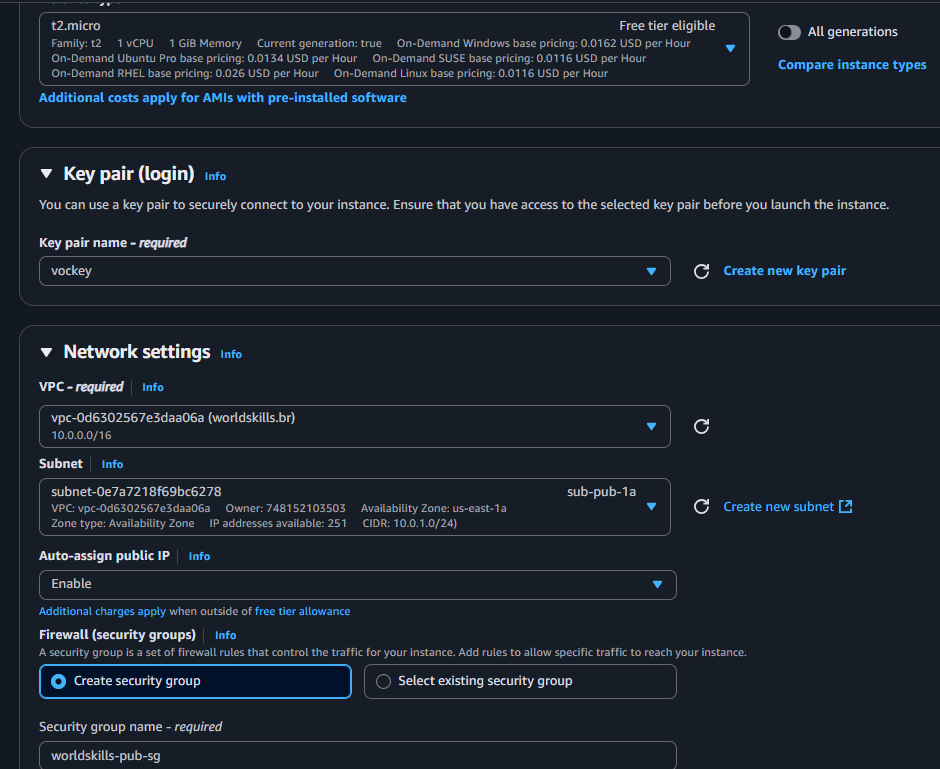 t2.micro Free tier eligible
Family: t2 1 vCPU 1 GiB Memory Current generation: true On-Demand Windows base pricing: 0.0162 USD per Hour
On-Demand Ubuntu Pro base pricing: 0.0134 USD per Hour On-Demand SUSE base pricing: 0.0116 USD per Hour
On-Demand RHEL base pricing: 0.026 USD per Hour On-Demand Linux base pricing: 0.0116 USD per Hour
All generations
Compare instance types
Additional costs apply for AMIs with pre-installed software
Key pair (login) Info
You can use a key pair to securely connect to your instance. Ensure that you have access to the selected key pair before you launch the instance.
Key pair name - required
vockey
Create new key pair
Network settings Info
VPC - required Info
vpc-0d6302567e3daa06a (worldskills.br)
10.0.0.0/16
Subnet Info
subnet-0e7a7218f69bc6278 sub-pub-1a
VPC: vpc-0d6302567e3daa06a Owner: 748152103503 Availability Zone: us-east-1a
Zone type: Availability Zone IP addresses available: 251 CIDR: 10.0.1.0/24)
Create new subnet
Auto-assign public IP Info
Enable
Additional charges apply when outside of free tier allowance
Firewall (security groups) Info
A security group is a set of firewall rules that control the traffic for your instance. Add rules to allow specific traffic to reach your instance.
Create security group
Select existing security group
Security group name - required
worldskills-pub-sg